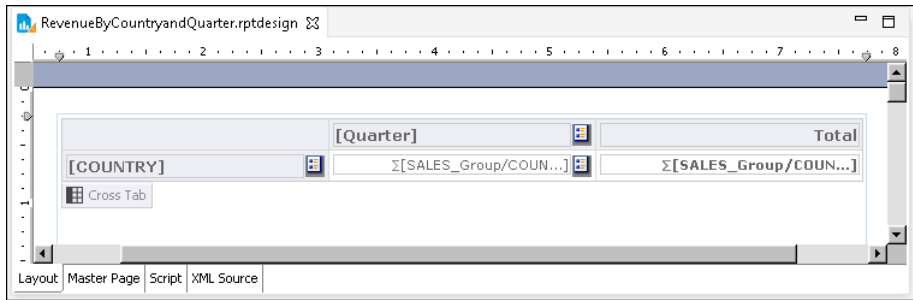 RevenueByCountryandQuarter.rptdesign
1 2 3 4 5 6 7 8
[Quarter] Total
[COUNTRY] Σ[SALES_Group/COUN...] Σ[SALES_Group/COUN...]
Cross Tab
Layout Master Page Script XML Source